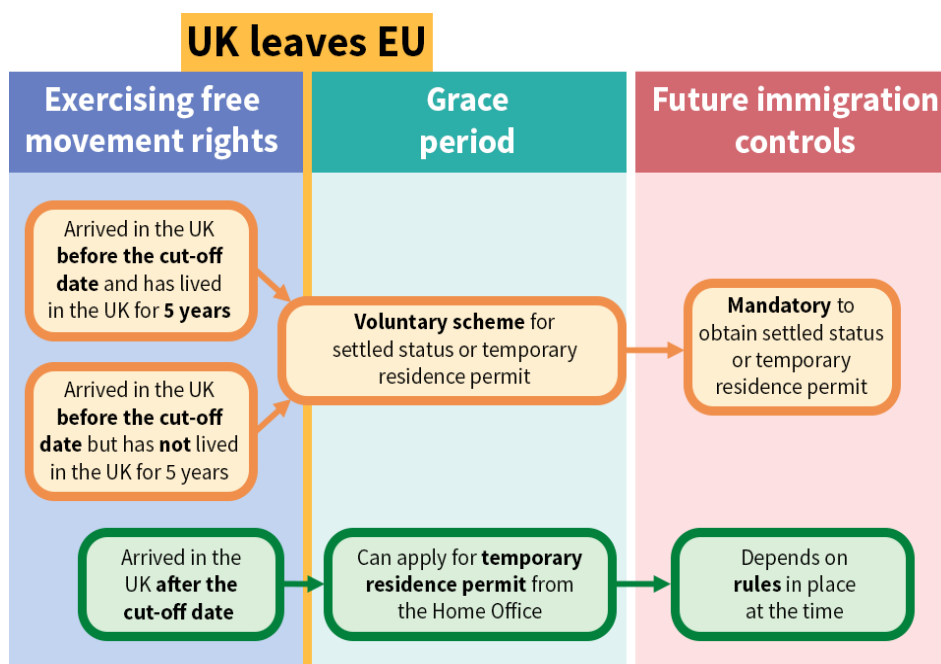 UK leaves EU
Exercising free
movement rights
Grace
period
Future immigration
controls
Arrived in the UK
before the cut-off
date and has lived
in the UK for 5 years
Voluntary scheme for
settled status or temporary
residence permit
Mandatory to
obtain settled status
or temporary
residence permit
Arrived in the UK
before the cut-off
date but has not lived
in the UK for 5 years
Arrived in the
UK after the
cut-off date
Can apply for temporary
residence permit from
the Home Office
Depends on
rules in place
at the time